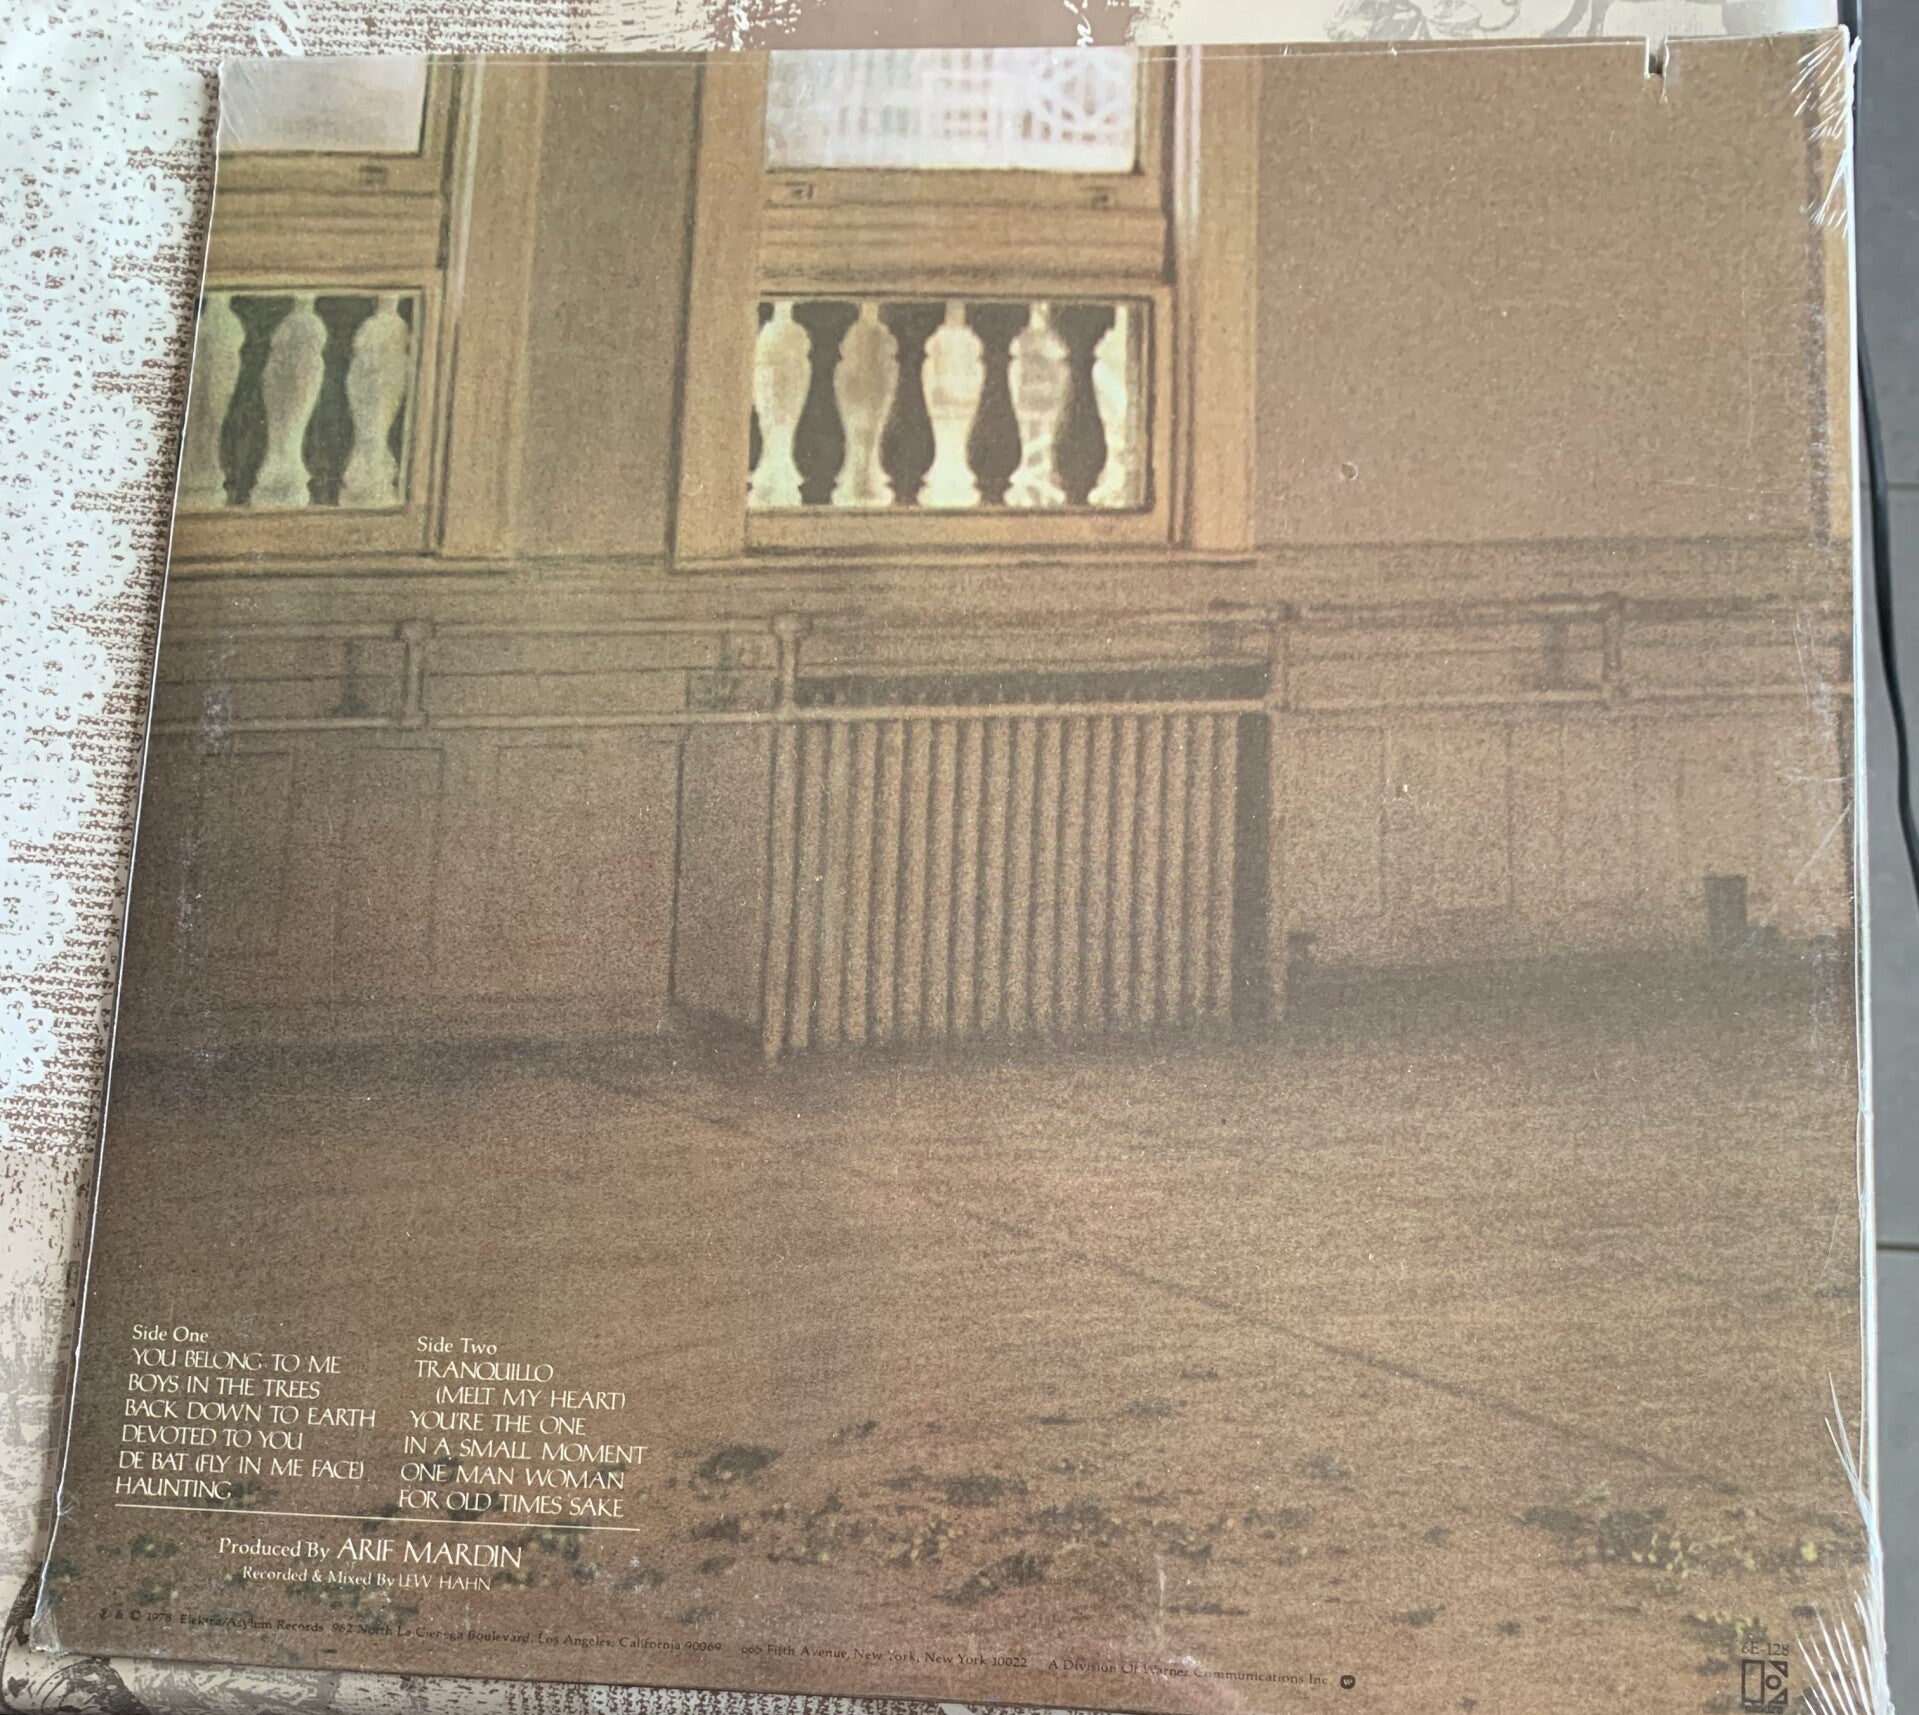 Side One
YOU BELONG TO ME
BOYS IN THE TREES
BACK DOWN TO EARTH
DEVOTED TO YOU
DE BAT (FLY IN ME FACE)
HAUNTING
Side Two
TRANQUILLO
(MELT MY HEART)
YOU'RE THE ONE
IN A SMALL MOMENT
ONE MAN WOMAN
FOR OLD TIMES SAKE
Produced By ARIF MARDIN
Recorded & Mixed By LEW HAHN
℗ & © 1978 Elektra/Asylum Records 962 North La Cienega Boulevard, Los Angeles, California 90069 665 Fifth Avenue, New York, New York 10022 A Division Of Warner Communications Inc.
6E-128
elektra